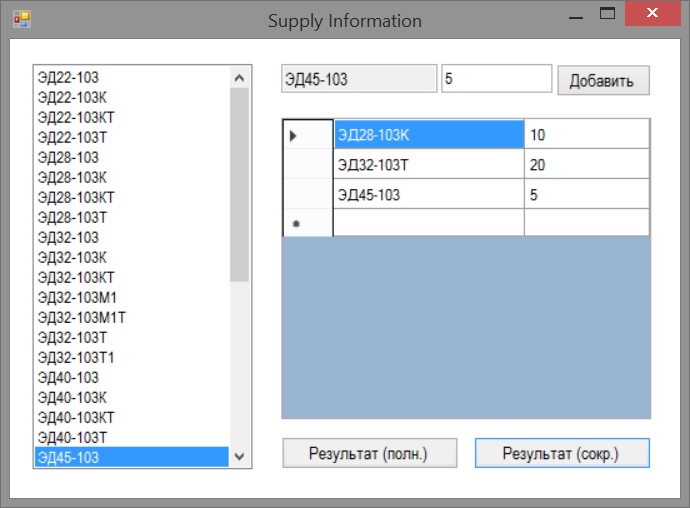 Supply Information
ЭД22-103
ЭД22-103К
ЭД22-103КТ
ЭД22-103Т
ЭД28-103
ЭД28-103К
ЭД28-103КТ
ЭД28-103Т
ЭД32-103
ЭД32-103К
ЭД32-103КТ
ЭД32-103М1
ЭД32-103М1Т
ЭД32-103Т
ЭД32-103Т1
ЭД40-103
ЭД40-103К
ЭД40-103КТ
ЭД40-103Т
ЭД45-103
ЭД45-103 5 Добавить
ЭД28-103К 10
ЭД32-103Т 20
ЭД45-103 5
Результат (полн.) Результат (сокр.)